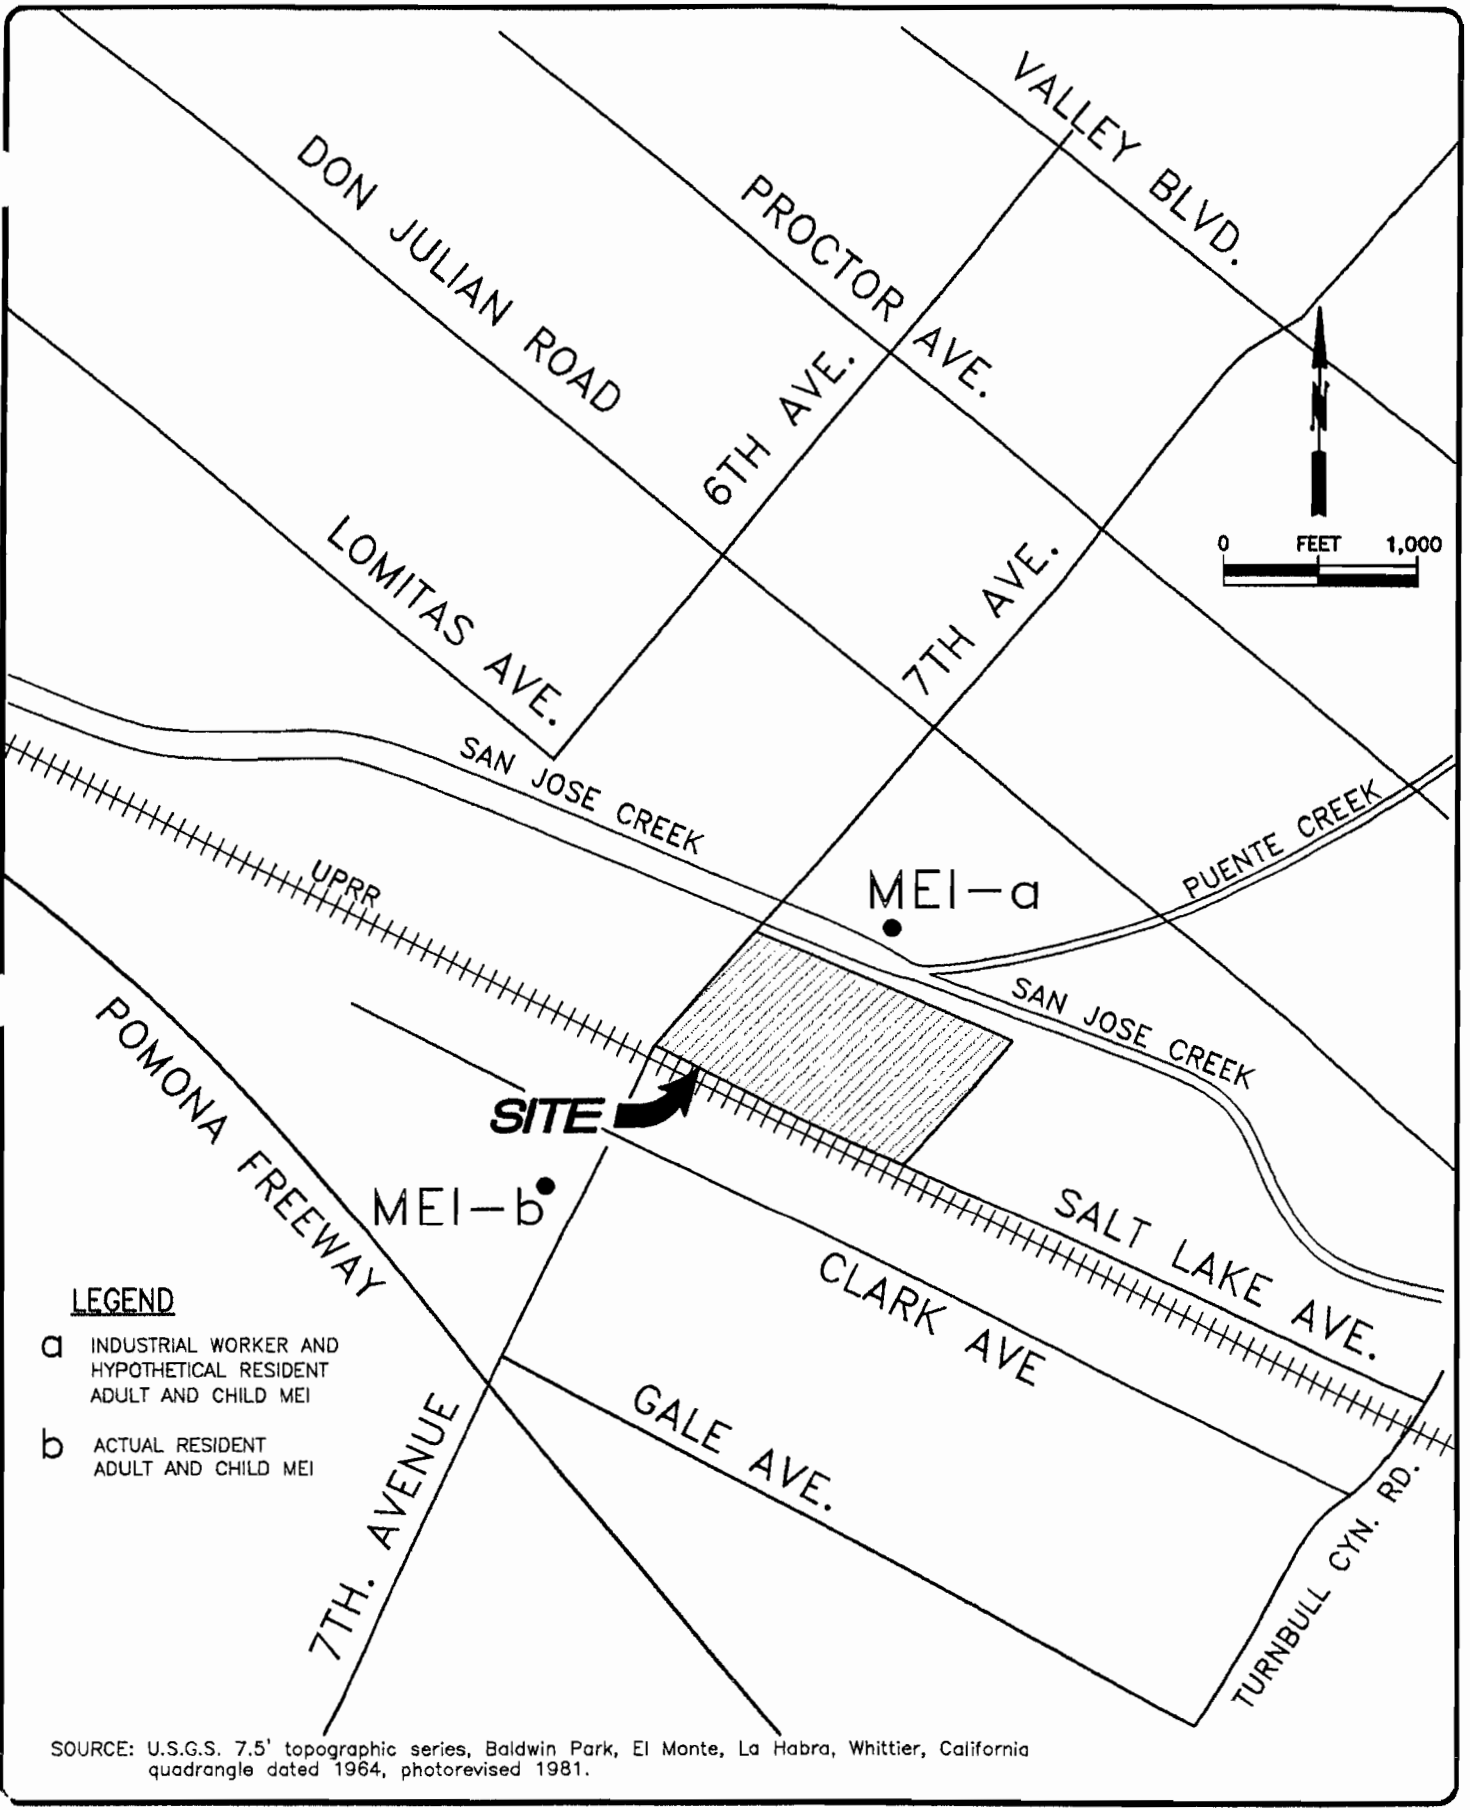 VALLEY BLVD.
DON JULIAN ROAD
PROCTOR AVE.
6TH AVE.
N
0 FEET 1,000
LOMITAS AVE.
7TH AVE.
SAN JOSE CREEK
PUENTE CREEK
UPRR
MEI-a
SAN JOSE CREEK
POMONA FREEWAY
SITE
MEI-b
SALT LAKE AVE.
CLARK AVE
GALE AVE.
7TH. AVENUE
TURNBULL CYN. RD.
LEGEND
a INDUSTRIAL WORKER AND
HYPOTHETICAL RESIDENT
ADULT AND CHILD MEI
b ACTUAL RESIDENT
ADULT AND CHILD MEI
SOURCE: U.S.G.S. 7.5' topographic series, Baldwin Park, El Monte, La Habra, Whittier, California
quadrangle dated 1964, photorevised 1981.